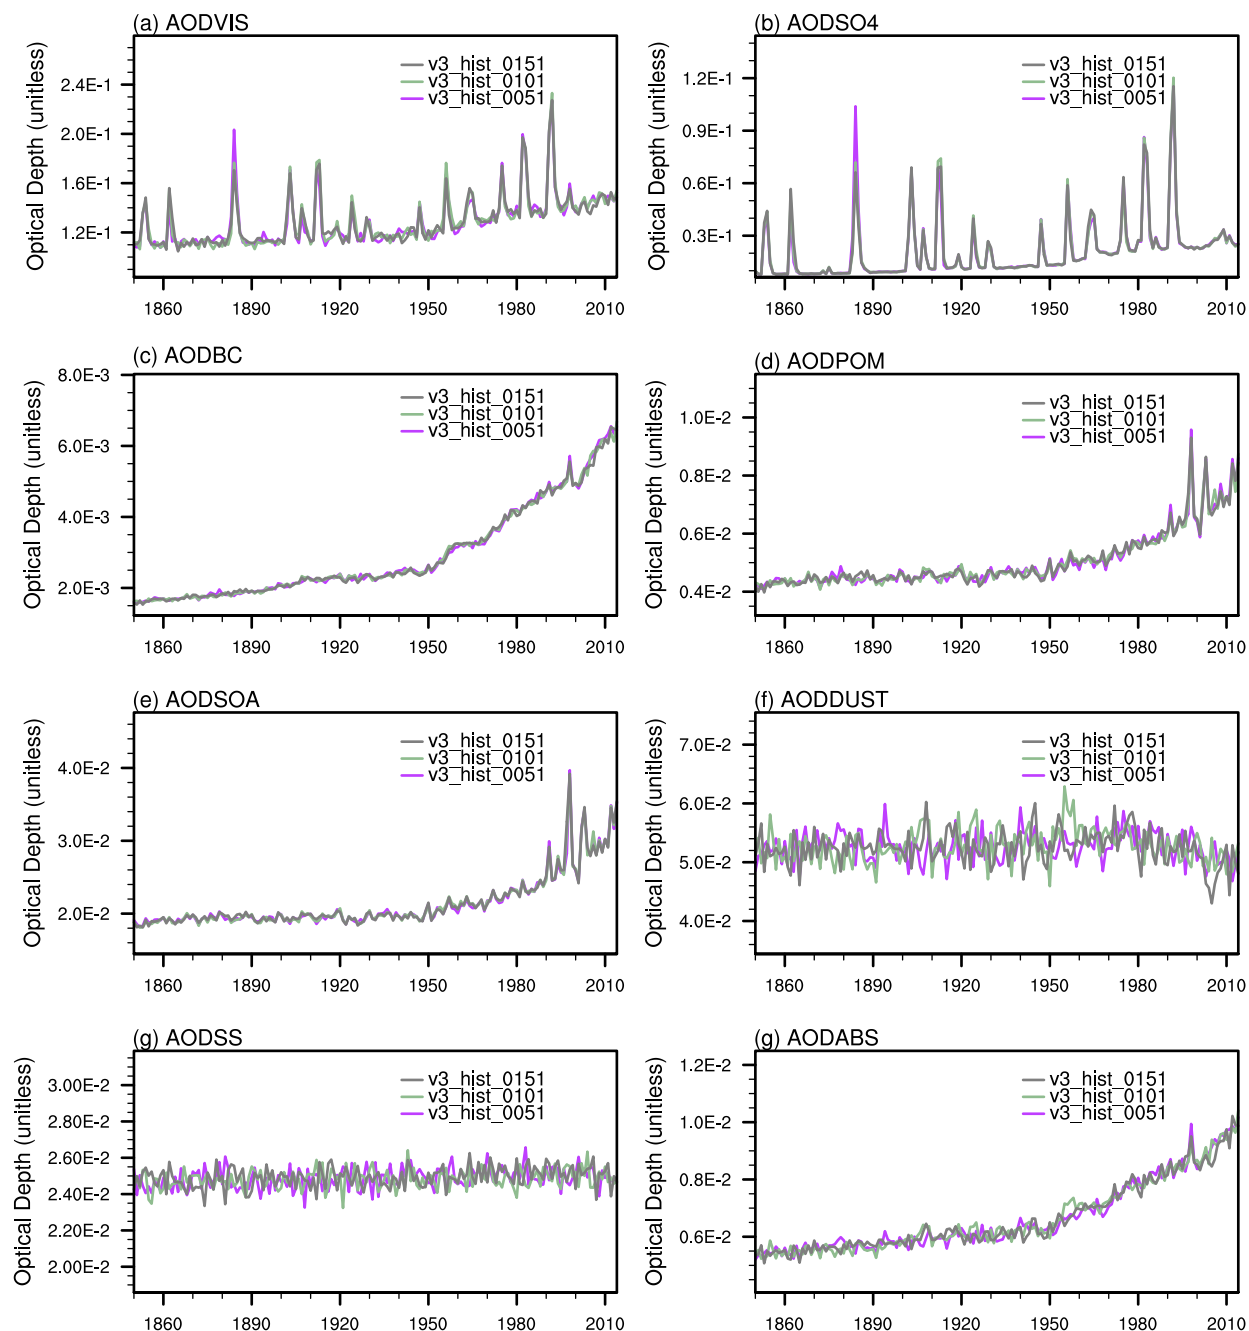 (a) AODVIS
Optical Depth (unitless)
2.4E-1
2.0E-1
1.6E-1
1.2E-1
v3_hist_0151
v3_hist_0101
v3_hist_0051
1860 1890 1920 1950 1980 2010
(b) AODSO4
Optical Depth (unitless)
1.2E-1
0.9E-1
0.6E-1
0.3E-1
v3_hist_0151
v3_hist_0101
v3_hist_0051
1860 1890 1920 1950 1980 2010
(c) AODBC
Optical Depth (unitless)
8.0E-3
6.0E-3
4.0E-3
2.0E-3
v3_hist_0151
v3_hist_0101
v3_hist_0051
1860 1890 1920 1950 1980 2010
(d) AODPOM
Optical Depth (unitless)
1.0E-2
0.8E-2
0.6E-2
0.4E-2
v3_hist_0151
v3_hist_0101
v3_hist_0051
1860 1890 1920 1950 1980 2010
(e) AODSOA
Optical Depth (unitless)
4.0E-2
3.0E-2
2.0E-2
v3_hist_0151
v3_hist_0101
v3_hist_0051
1860 1890 1920 1950 1980 2010
(f) AODDUST
Optical Depth (unitless)
7.0E-2
6.0E-2
5.0E-2
4.0E-2
v3_hist_0151
v3_hist_0101
v3_hist_0051
1860 1890 1920 1950 1980 2010
(g) AODSS
Optical Depth (unitless)
3.00E-2
2.80E-2
2.60E-2
2.40E-2
2.20E-2
2.00E-2
v3_hist_0151
v3_hist_0101
v3_hist_0051
1860 1890 1920 1950 1980 2010
(g) AODABS
Optical Depth (unitless)
1.2E-2
1.0E-2
0.8E-2
0.6E-2
v3_hist_0151
v3_hist_0101
v3_hist_0051
1860 1890 1920 1950 1980 2010